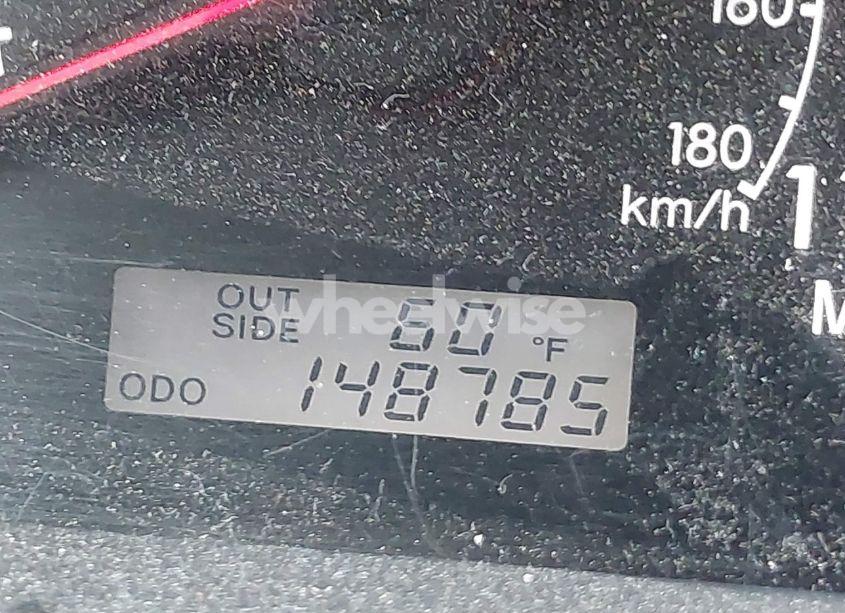 160
180
km/h
OUT
SIDE
60 °F
ODO 148785
wheelwise